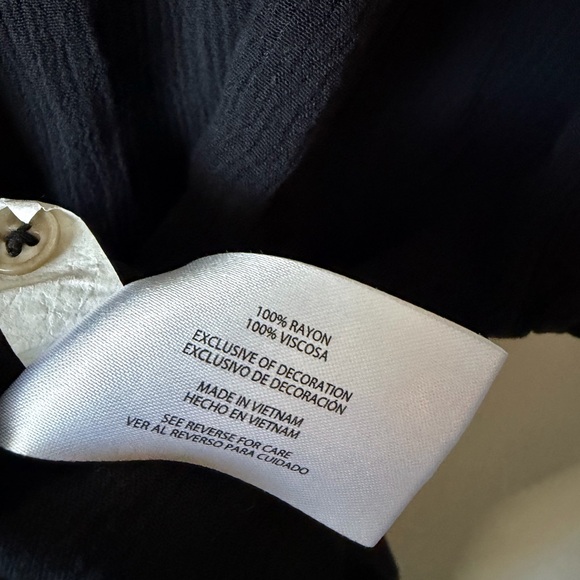 100% RAYON
100% VISCOSA
EXCLUSIVE OF DECORATION
EXCLUSIVO DE DECORACIÓN
MADE IN VIETNAM
HECHO EN VIETNAM
SEE REVERSE FOR CARE
VER AL REVERSO PARA CUIDADO